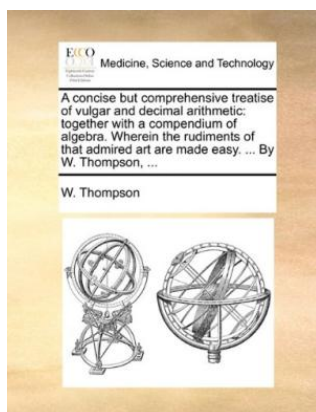 ECCO
Medicine, Science and Technology
A concise but comprehensive treatise
of vulgar and decimal arithmetic:
together with a compendium of
algebra. Wherein the rudiments of
that admired art are made easy. ... By
W. Thompson, ...
W. Thompson